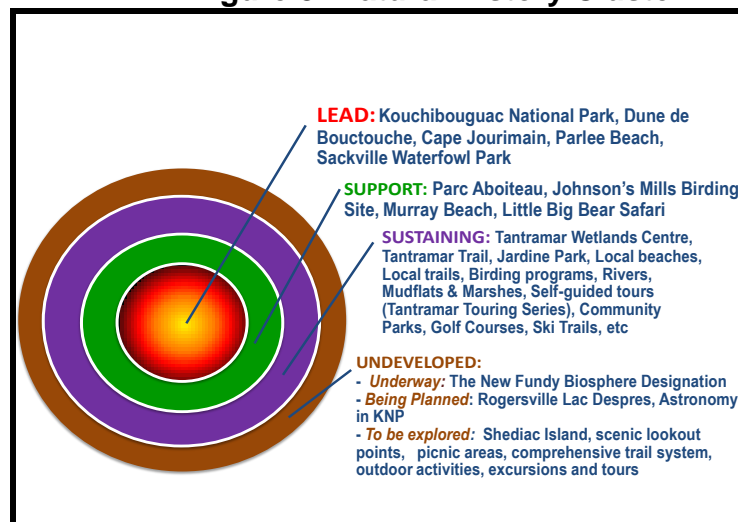 LEAD: Kouchibouguac National Park, Dune de
Bouctouche, Cape Jourimain, Parlee Beach,
Sackville Waterfowl Park
SUPPORT: Parc Aboiteau, Johnson's Mills Birding
Site, Murray Beach, Little Big Bear Safari
SUSTAINING: Tantramar Wetlands Centre,
Tantramar Trail, Jardine Park, Local beaches,
Local trails, Birding programs, Rivers,
Mudflats & Marshes, Self-guided tours
(Tantramar Touring Series), Community
Parks, Golf Courses, Ski Trails, etc
UNDEVELOPED:
- Underway: The New Fundy Biosphere Designation
- Being Planned: Rogersville Lac Despres, Astronomy
in KNP
- To be explored: Shediac Island, scenic lookout
points, picnic areas, comprehensive trail system,
outdoor activities, excursions and tours